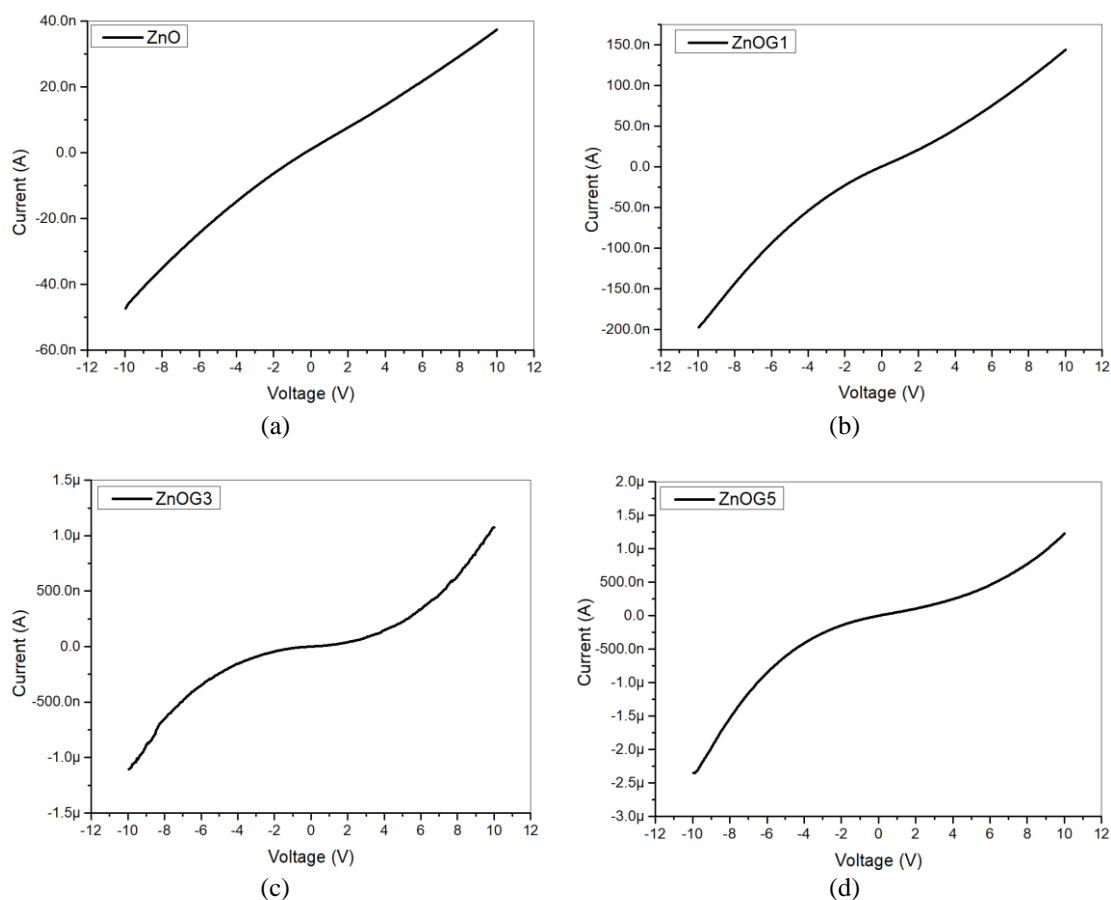 40.0n
ZnO
20.0n
0.0
-20.0n
-40.0n
-60.0n
Current (A)
-12 -10 -8 -6 -4 -2 0 2 4 6 8 10 12
Voltage (V)
(a)
150.0n
ZnOG1
100.0n
50.0n
0.0
-50.0n
-100.0n
-150.0n
-200.0n
Current (A)
-12 -10 -8 -6 -4 -2 0 2 4 6 8 10 12
Voltage (V)
(b)
1.5µ
ZnOG3
1.0µ
500.0n
0.0
-500.0n
-1.0µ
-1.5µ
Current (A)
-12 -10 -8 -6 -4 -2 0 2 4 6 8 10 12
Voltage (V)
(c)
2.0µ
ZnOG5
1.5µ
1.0µ
500.0n
0.0
-500.0n
-1.0µ
-1.5µ
-2.0µ
-2.5µ
-3.0µ
Current (A)
-12 -10 -8 -6 -4 -2 0 2 4 6 8 10 12
Voltage (V)
(d)